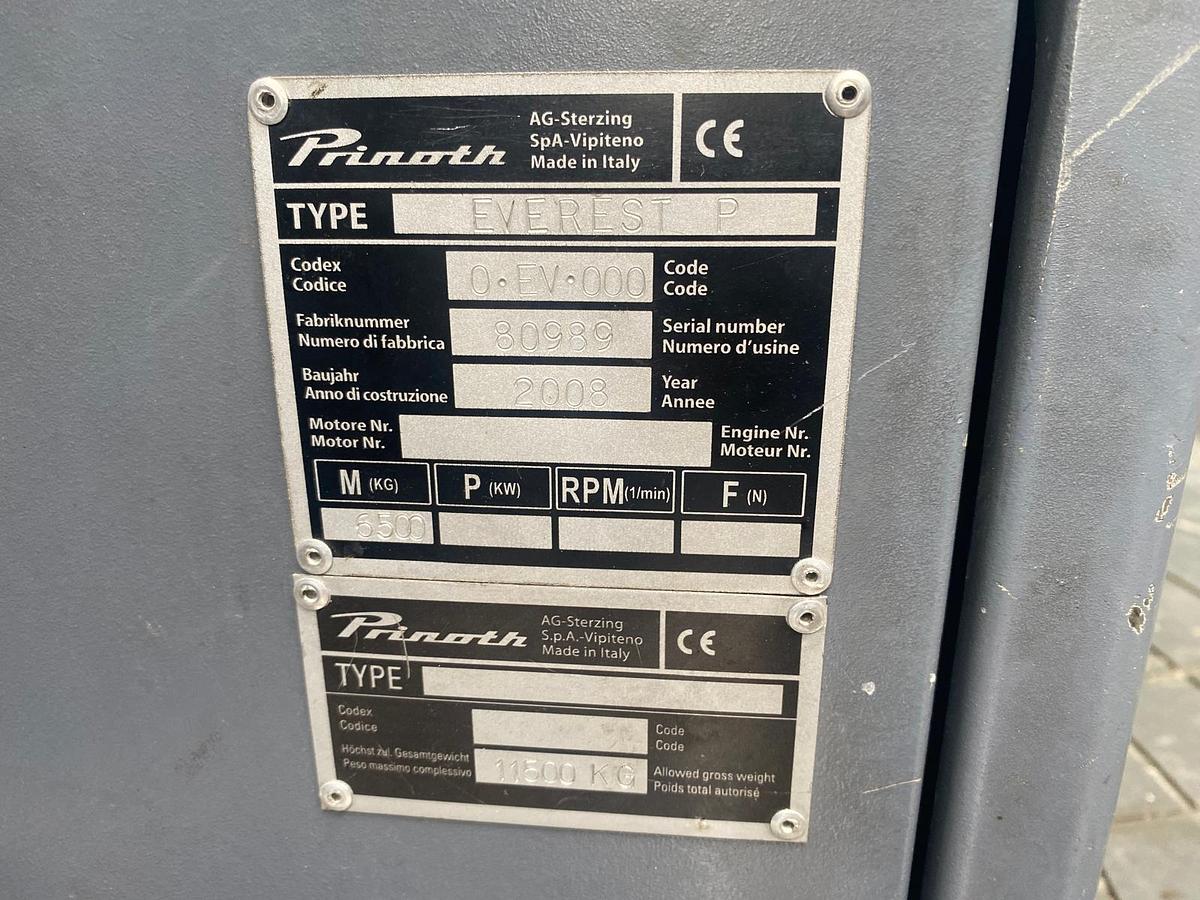 Prinoth
AG-Sterzing
SpA-Vipiteno
Made in Italy
CE
TYPE EVEREST P
Codex
Codice
0·EV·000
Code
Code
Fabriknummer
Numero di fabbrica
80989
Serial number
Numero d'usine
Baujahr
Anno di costruzione
2008
Year
Annee
Motore Nr.
Motor Nr.
Engine Nr.
Moteur Nr.
M (KG) P (KW) RPM (1/min) F (N)
6500
Prinoth
AG-Sterzing
S.p.A.-Vipiteno
Made in Italy
CE
TYPE
Codex
Codice
Code
Code
Höchst zul. Gesamtgewicht
Peso massimo complessivo
11500 KG
Allowed gross weight
Poids total autorisé